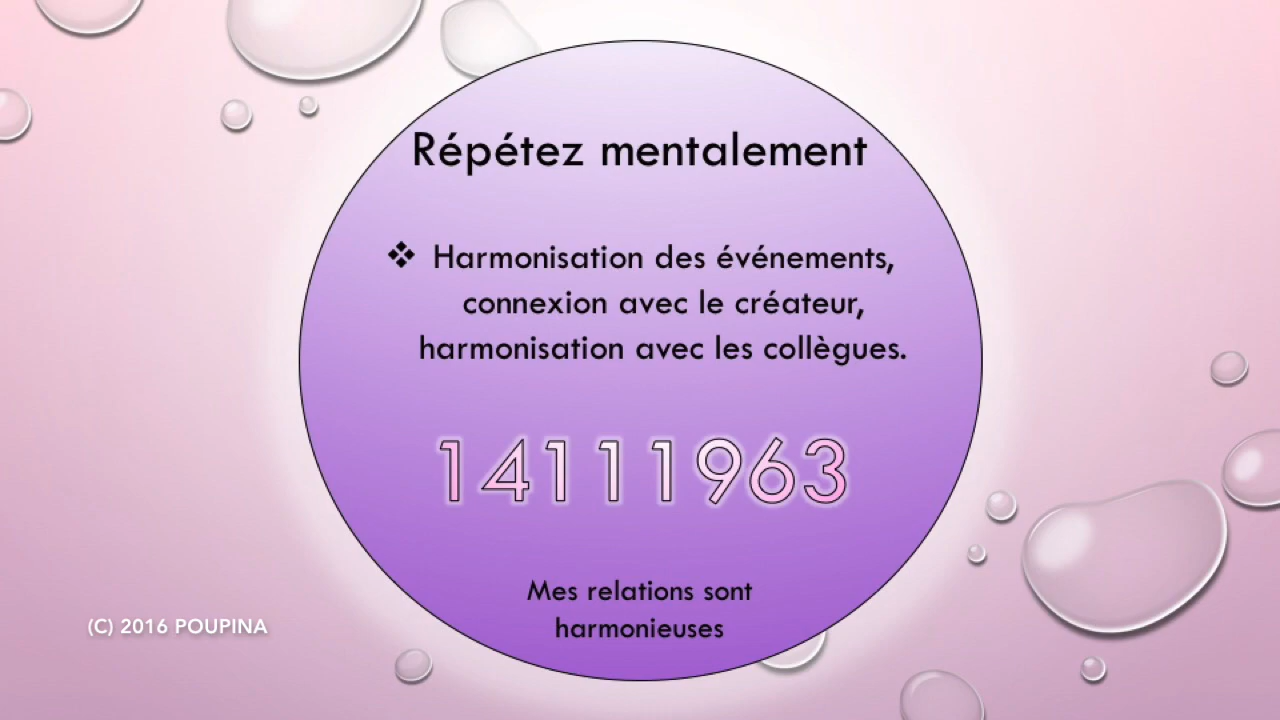 Répétez mentalement
❖ Harmonisation des événements,
connexion avec le créateur,
harmonisation avec les collègues.
14111963
Mes relations sont
harmonieuses
(C) 2016 POUPINA